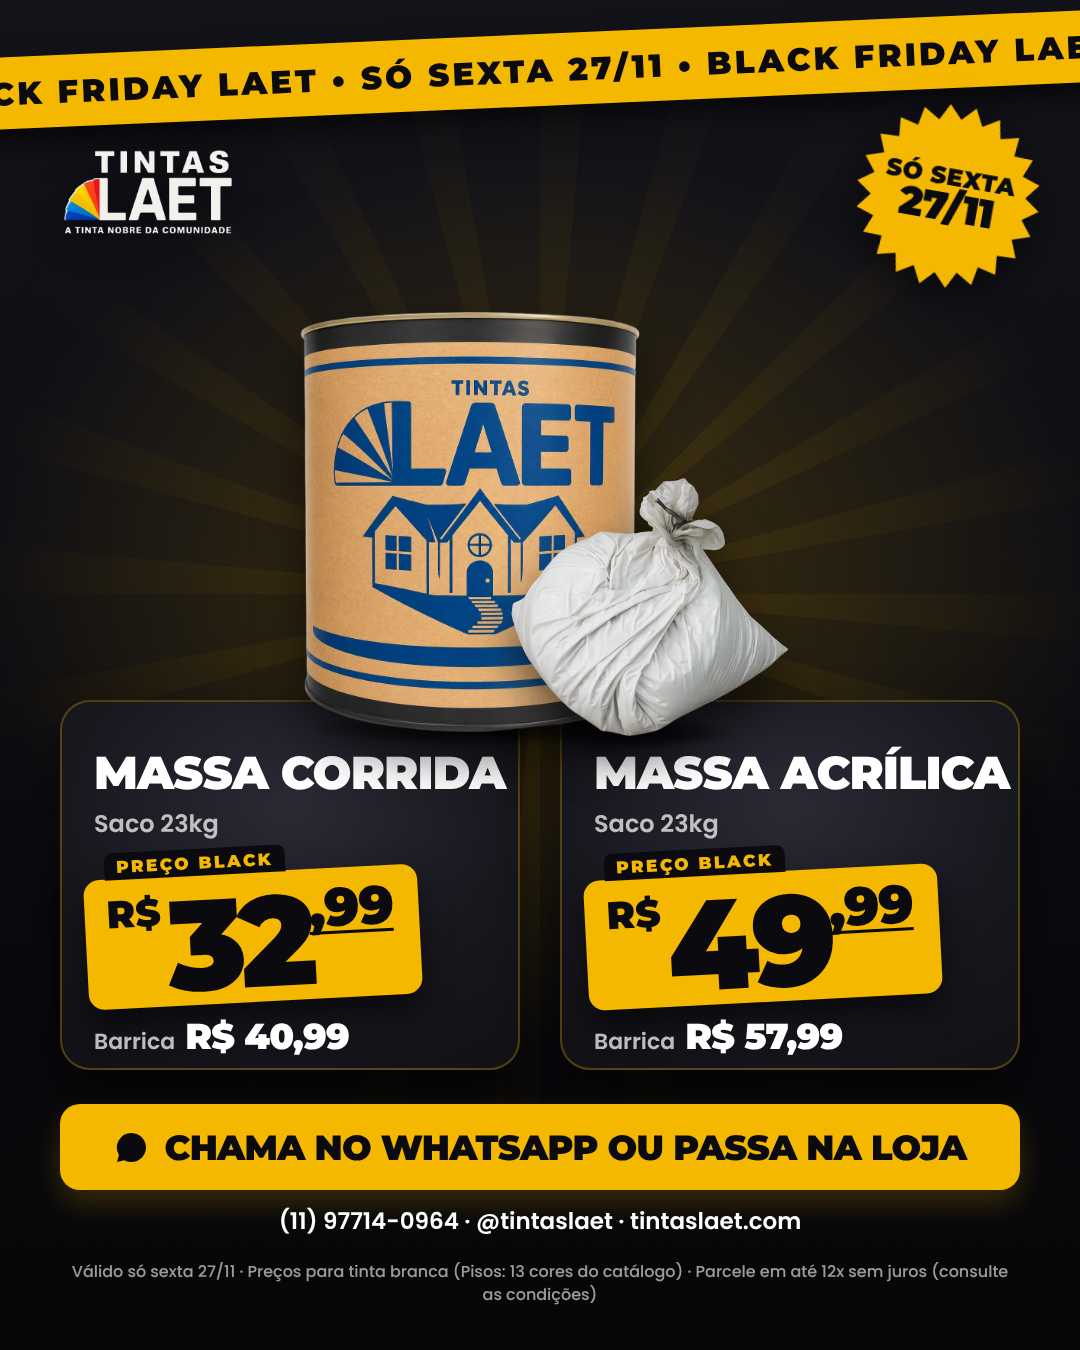 CK FRIDAY LAET • SÓ SEXTA 27/11 • BLACK FRIDAY LAE
TINTAS
LAET
A TINTA NOBRE DA COMUNIDADE
SÓ SEXTA
27/11
TINTAS
LAET
MASSA CORRIDA
Saco 23kg
PREÇO BLACK
R$ 32,99
Barrica R$ 40,99
MASSA ACRÍLICA
Saco 23kg
PREÇO BLACK
R$ 49,99
Barrica R$ 57,99
CHAMA NO WHATSAPP OU PASSA NA LOJA
(11) 97714-0964 · @tintaslaet · tintaslaet.com
Válido só sexta 27/11 · Preços para tinta branca (Pisos: 13 cores do catálogo) · Parcele em até 12x sem juros (consulte
as condições)